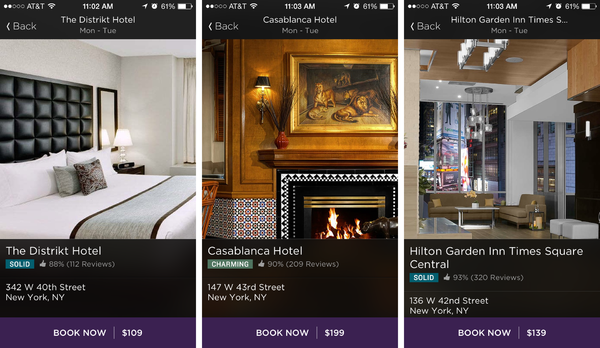 AT&T 11:02 AM 61%
Back
The Distrikt Hotel
Mon - Tue
The Distrikt Hotel
SOLID 88% (112 Reviews)
342 W 40th Street
New York, NY
BOOK NOW $109
AT&T 11:03 AM 61%
Back
Casablanca Hotel
Mon - Tue
Casablanca Hotel
CHARMING 90% (209 Reviews)
147 W 43rd Street
New York, NY
BOOK NOW $199
AT&T 11:03 AM 61%
Back
Hilton Garden Inn Times S...
Mon - Tue
Hilton Garden Inn Times Square
Central
SOLID 93% (320 Reviews)
136 W 42nd Street
New York, NY
BOOK NOW $139